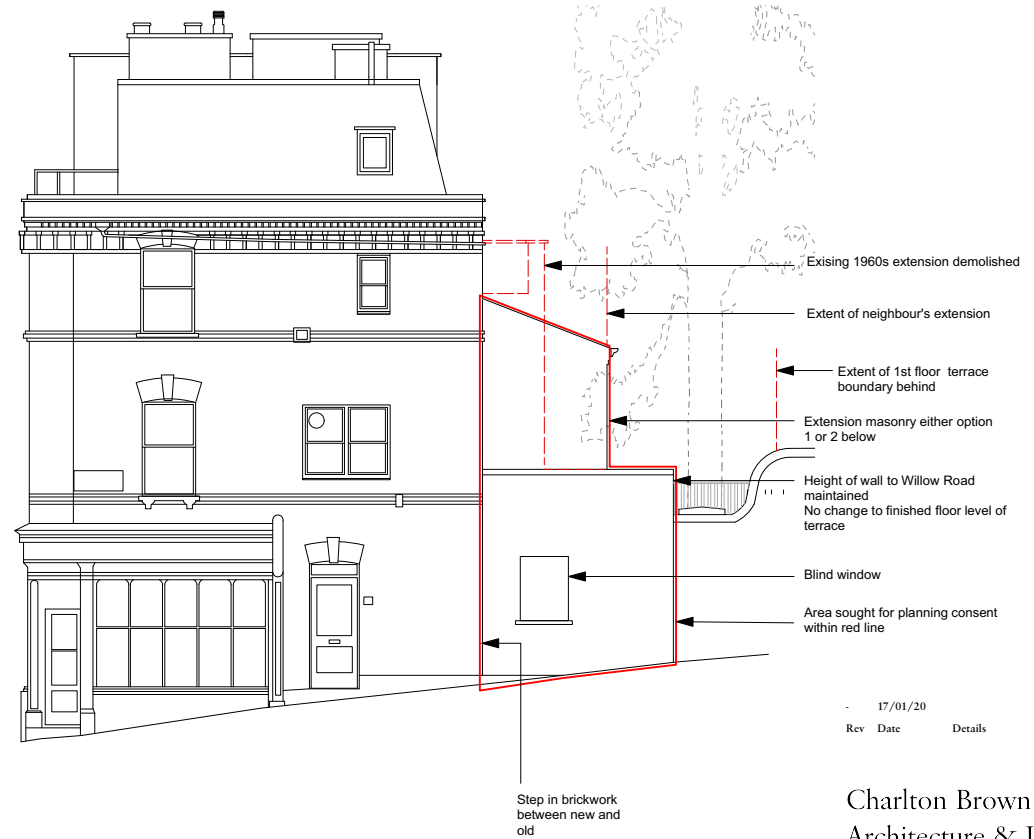 Exising 1960s extension demolished
Extent of neighbour's extension
Extent of 1st floor terrace
boundary behind
Extension masonry either option
1 or 2 below
Height of wall to Willow Road
maintained
No change to finished floor level of
terrace
Blind window
Area sought for planning consent
within red line
Step in brickwork
between new and
old
- 17/01/20
Rev Date Details
Charlton Brown
Architecture &